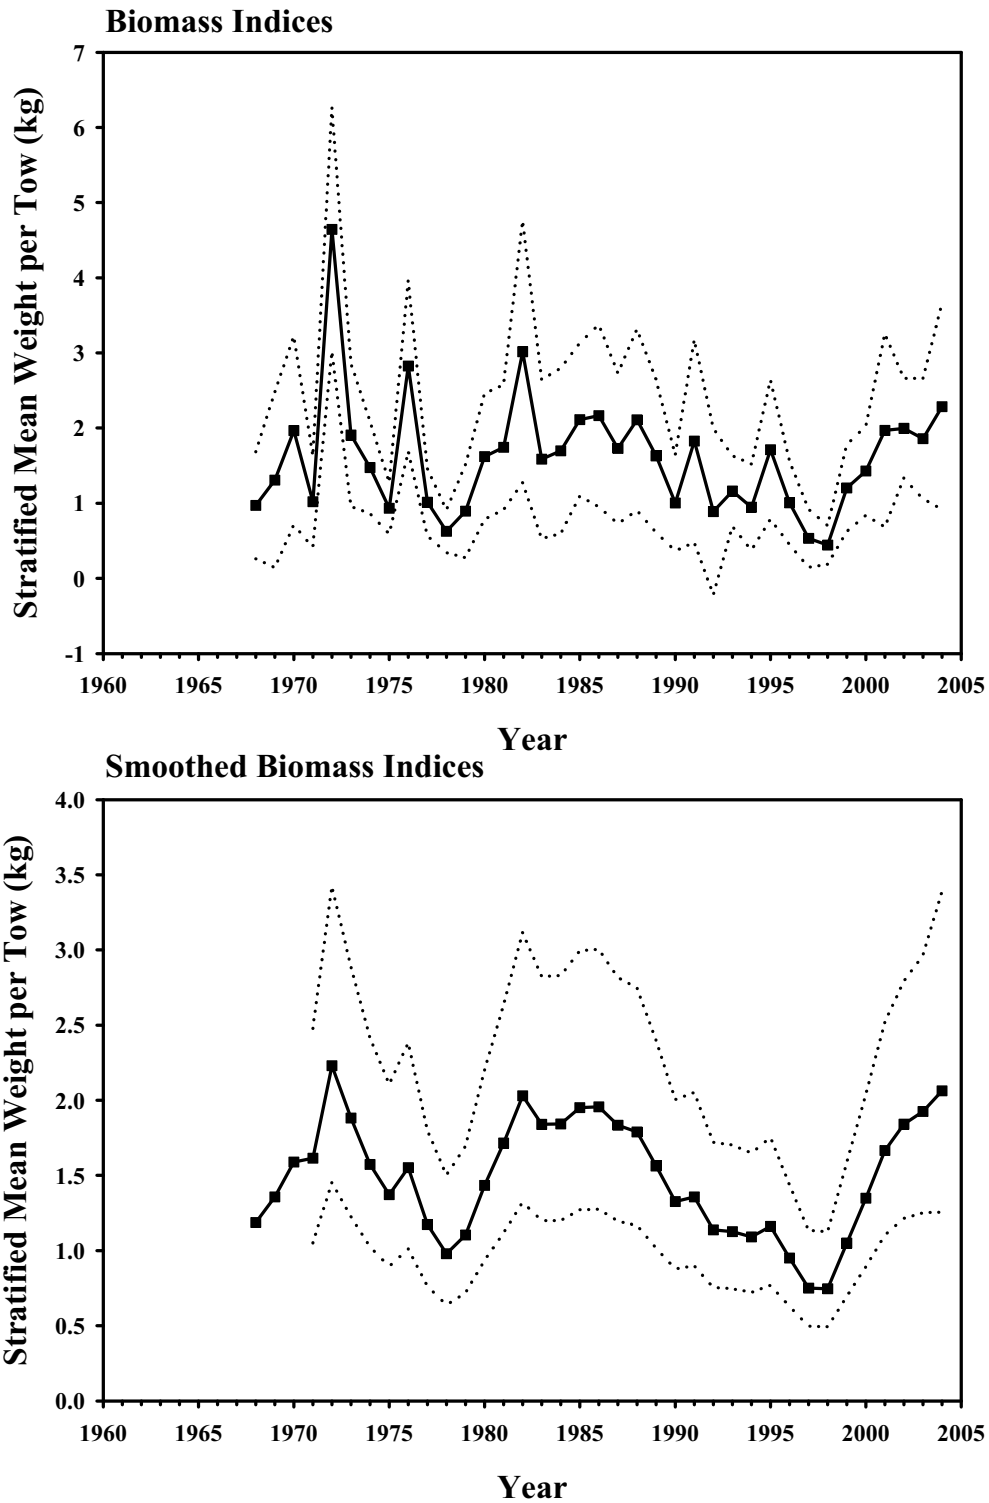 Biomass Indices
7
6
5
4
3
2
1
0
-1
Stratified Mean Weight per Tow (kg)
1960 1965 1970 1975 1980 1985 1990 1995 2000 2005
Year
Smoothed Biomass Indices
4.0
3.5
3.0
2.5
2.0
1.5
1.0
0.5
0.0
Stratified Mean Weight per Tow (kg)
1960 1965 1970 1975 1980 1985 1990 1995 2000 2005
Year